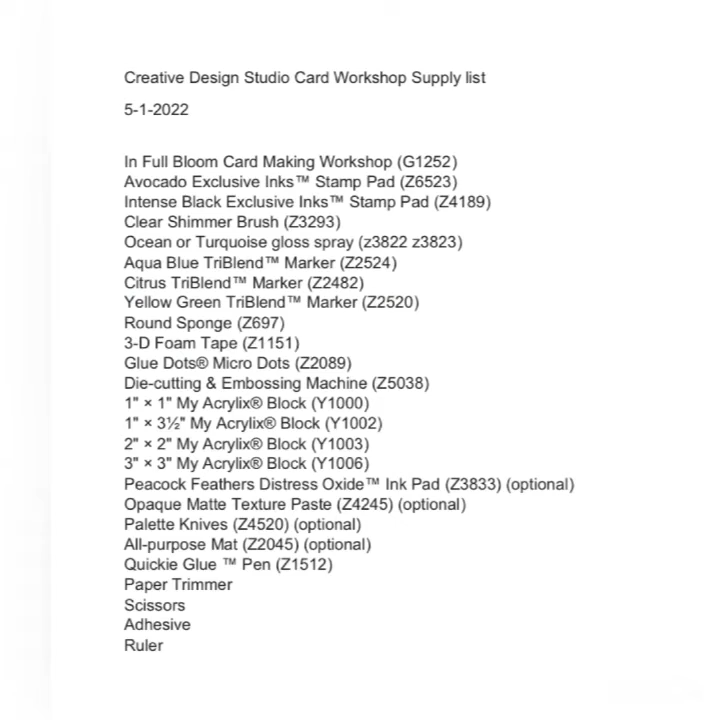 Creative Design Studio Card Workshop Supply list
5-1-2022
In Full Bloom Card Making Workshop (G1252)
Avocado Exclusive Inks™ Stamp Pad (Z6523)
Intense Black Exclusive Inks™ Stamp Pad (Z4189)
Clear Shimmer Brush (Z3293)
Ocean or Turquoise gloss spray (z3822 z3823)
Aqua Blue TriBlend™ Marker (Z2524)
Citrus TriBlend™ Marker (Z2482)
Yellow Green TriBlend™ Marker (Z2520)
Round Sponge (Z697)
3-D Foam Tape (Z1151)
Glue Dots® Micro Dots (Z2089)
Die-cutting & Embossing Machine (Z5038)
1" × 1" My Acrylix® Block (Y1000)
1" × 3½" My Acrylix® Block (Y1002)
2" × 2" My Acrylix® Block (Y1003)
3" × 3" My Acrylix® Block (Y1006)
Peacock Feathers Distress Oxide™ Ink Pad (Z3833) (optional)
Opaque Matte Texture Paste (Z4245) (optional)
Palette Knives (Z4520) (optional)
All-purpose Mat (Z2045) (optional)
Quickie Glue ™ Pen (Z1512)
Paper Trimmer
Scissors
Adhesive
Ruler